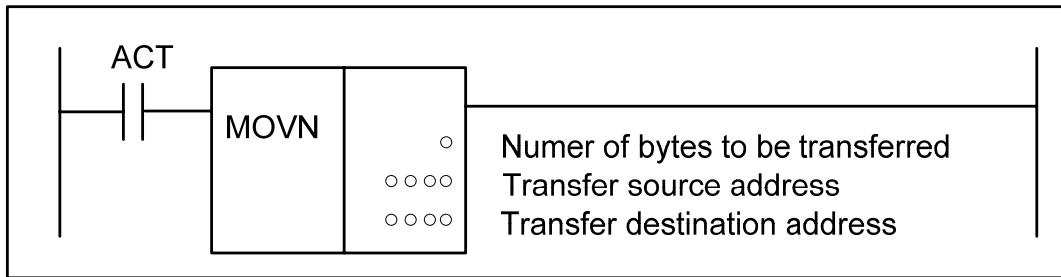 ACT
MOVN
○ Numer of bytes to be transferred
○○○○ Transfer source address
○○○○ Transfer destination address